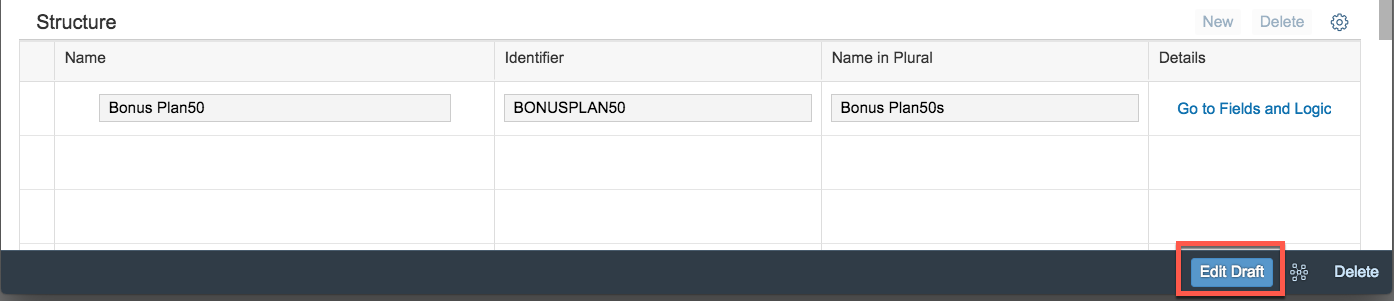 Structure New Delete
Name Identifier Name in Plural Details
Bonus Plan50 BONUSPLAN50 Bonus Plan50s Go to Fields and Logic
Edit Draft Delete